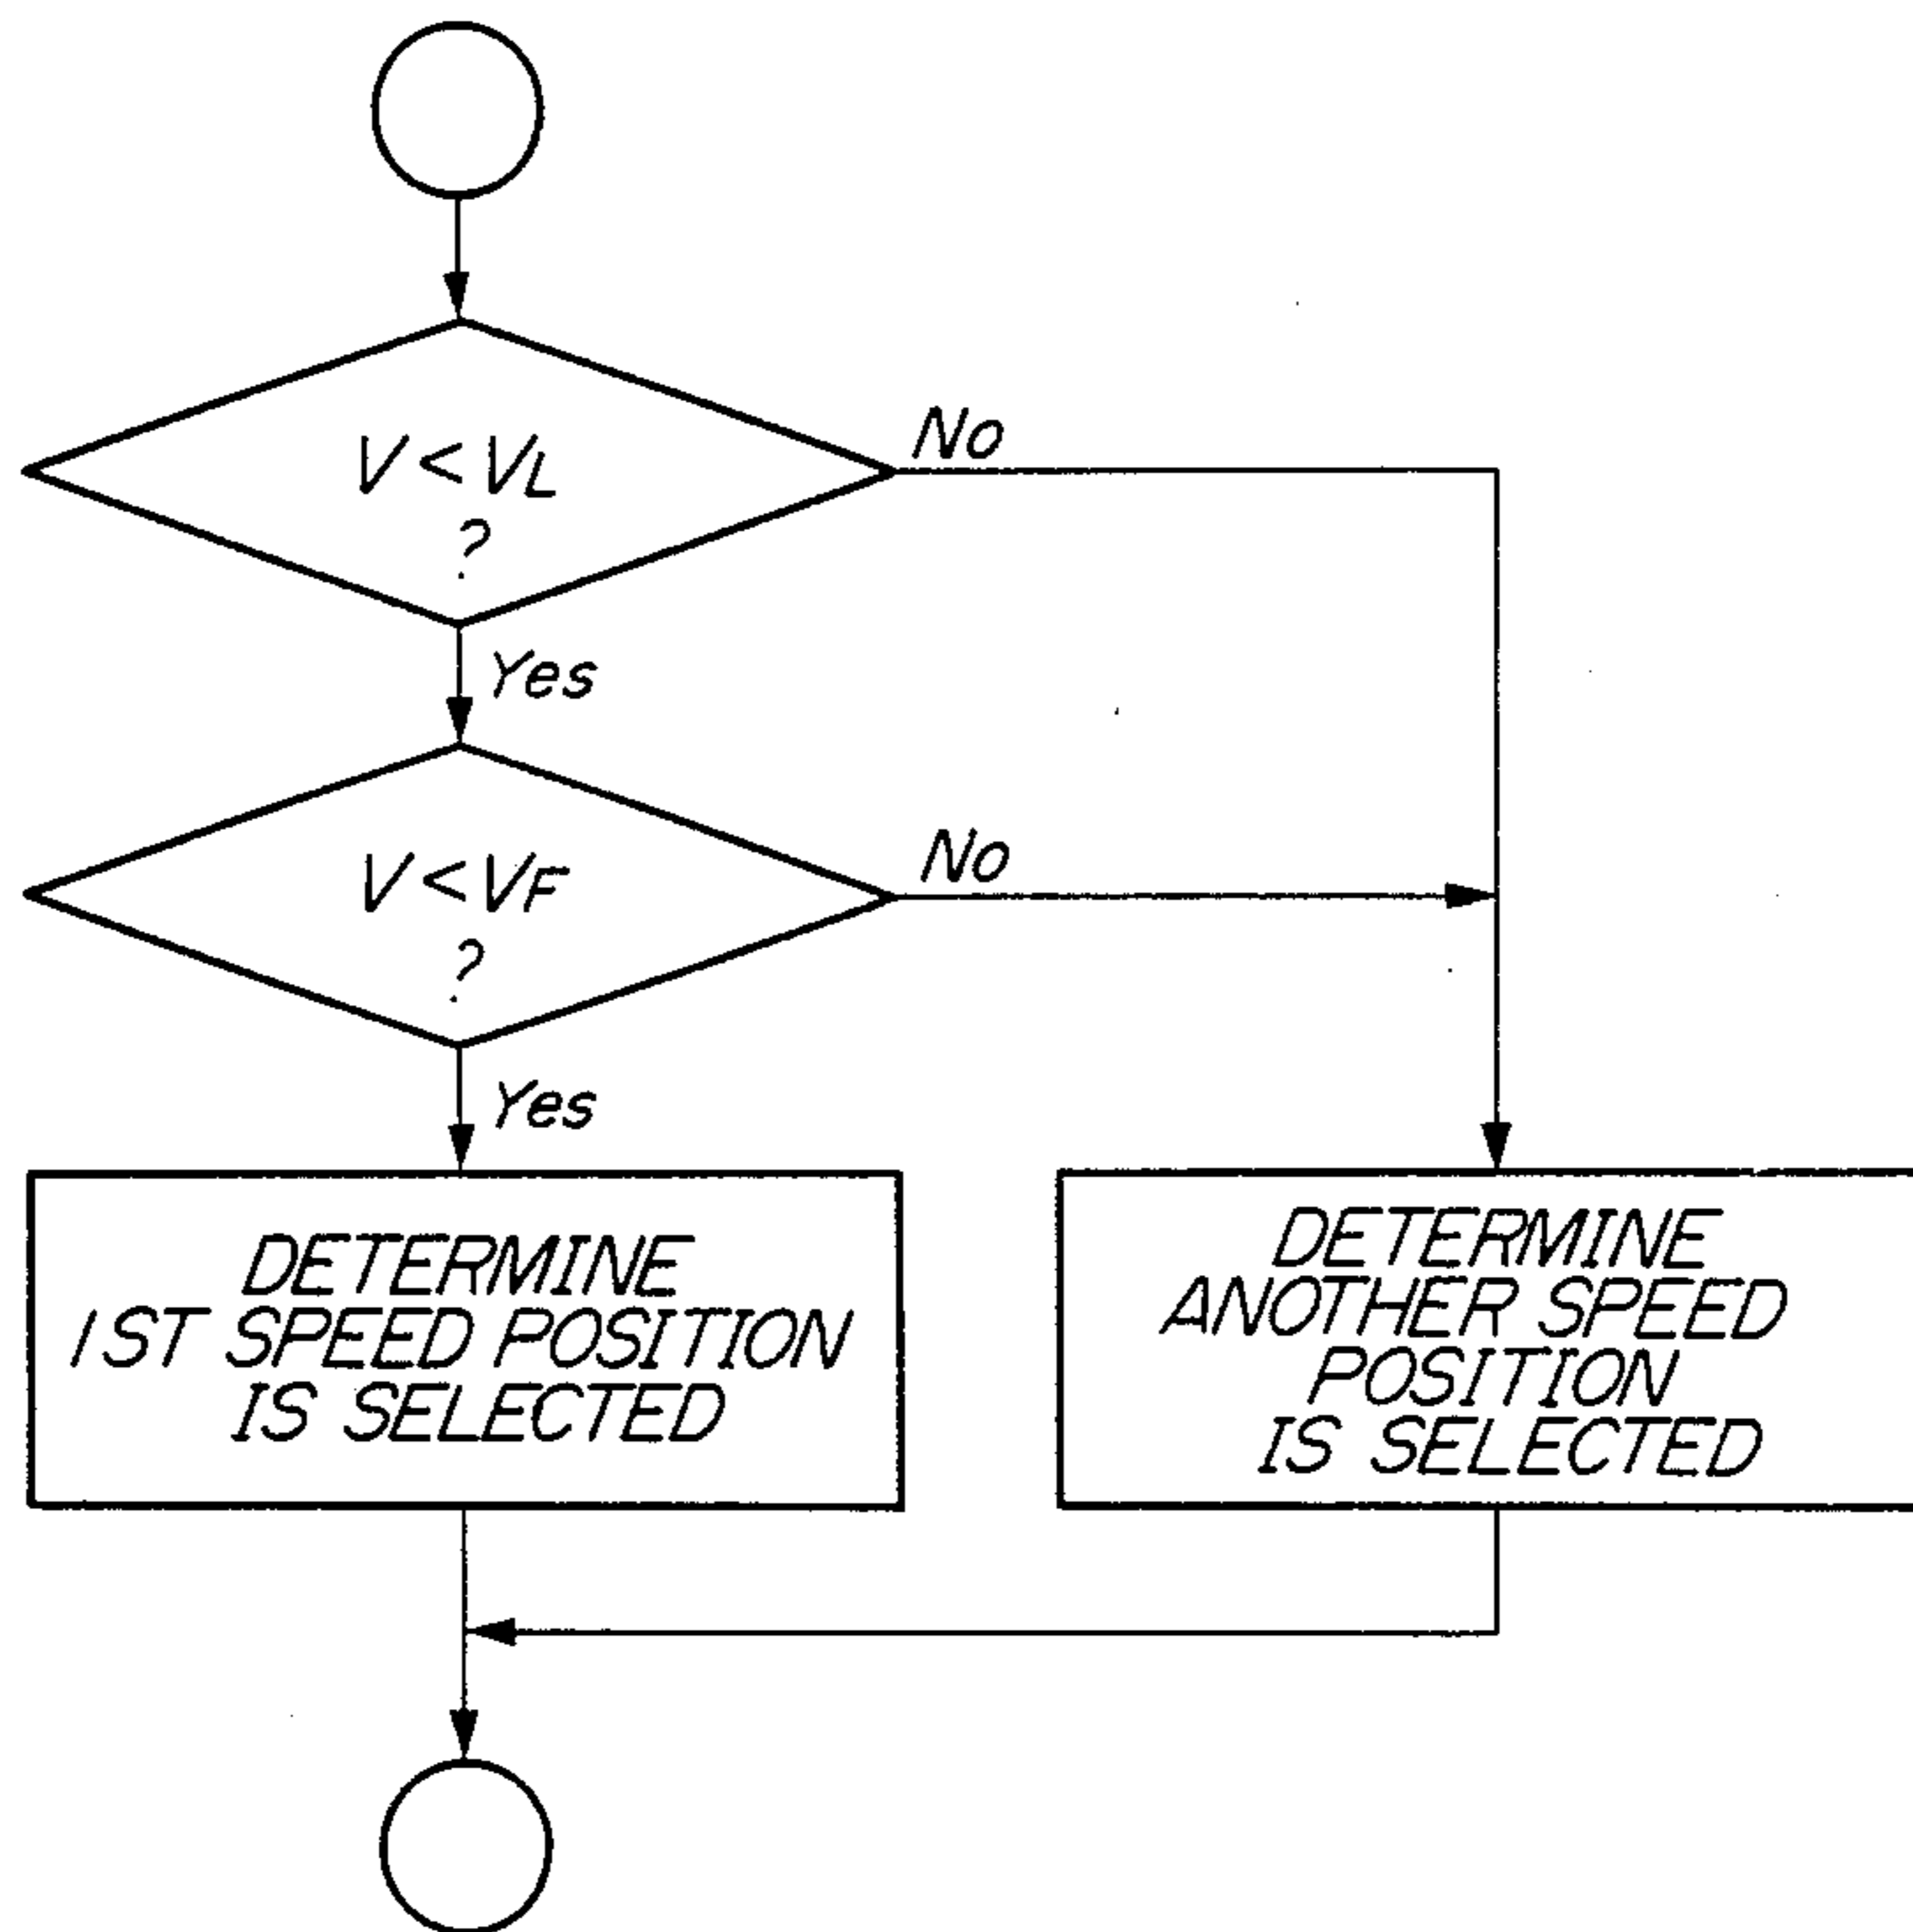 V < VL
?
No
Yes
V < VF
?
No
Yes
DETERMINE
1ST SPEED POSITION
IS SELECTED
DETERMINE
ANOTHER SPEED
POSITION
IS SELECTED